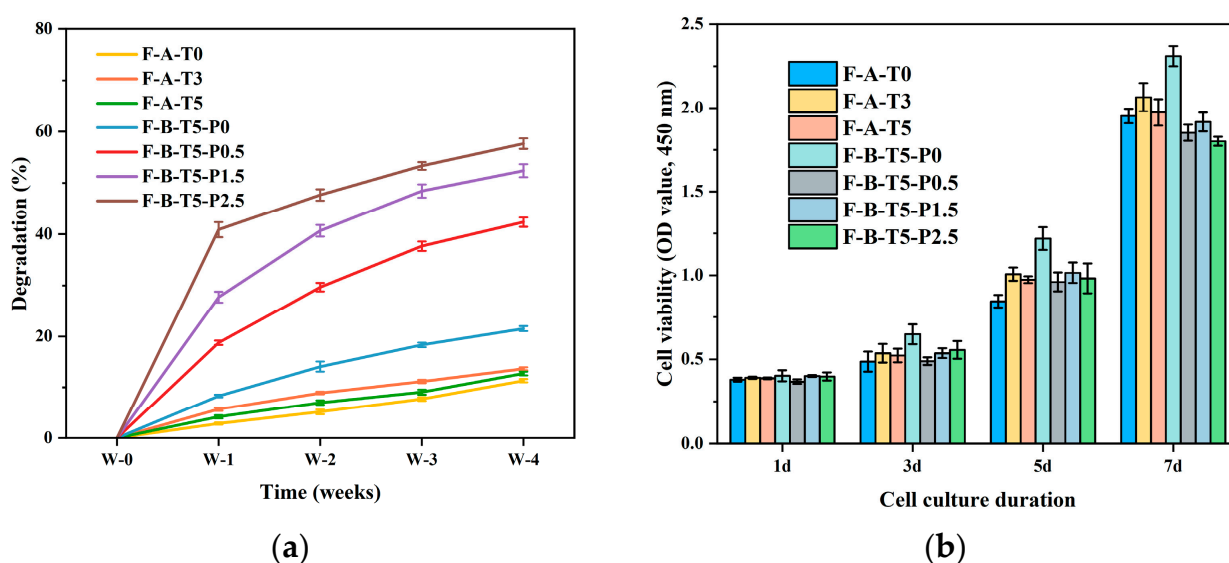 80
60
40
20
0
Degradation (%)
F-A-T0
F-A-T3
F-A-T5
F-B-T5-P0
F-B-T5-P0.5
F-B-T5-P1.5
F-B-T5-P2.5
W-0 W-1 W-2 W-3 W-4
Time (weeks)
(a)
2.5
2.0
1.5
1.0
0.5
0.0
Cell viability (OD value, 450 nm)
F-A-T0
F-A-T3
F-A-T5
F-B-T5-P0
F-B-T5-P0.5
F-B-T5-P1.5
F-B-T5-P2.5
1d 3d 5d 7d
Cell culture duration
(b)